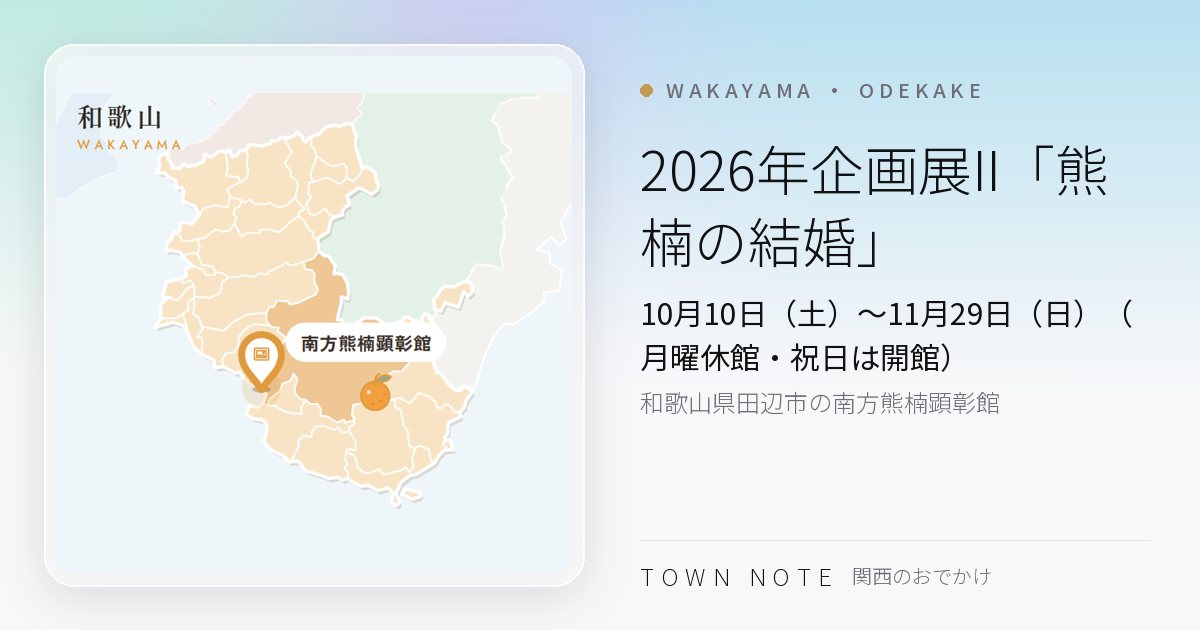 和歌山
WAKAYAMA
南方熊楠顕彰館
WAKAYAMA • ODEKAKE
2026年企画展II「熊
楠の結婚」
10月10日（土）〜11月29日（日）（
月曜休館・祝日は開館）
和歌山県田辺市の南方熊楠顕彰館
TOWN NOTE 関西のおでかけ